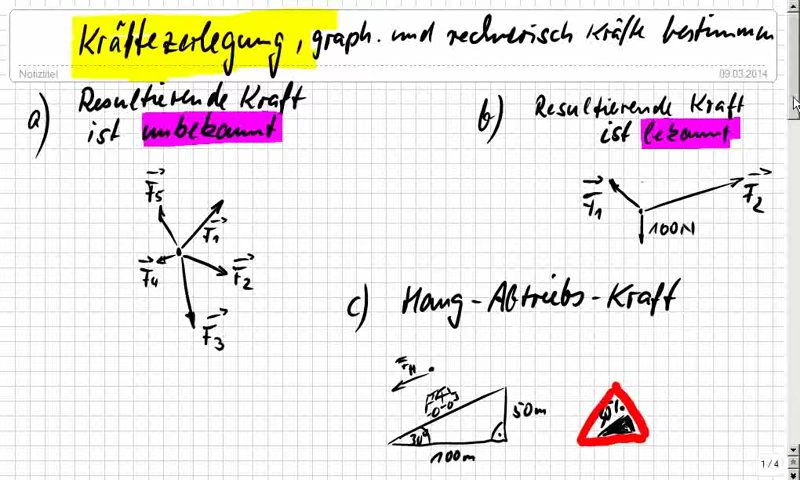 Kräftezerlegung, graph. und rechnerisch Kräfte bestimmen
Notiztitel
09.03.2014
a) Resultierende Kraft
ist unbekannt
b) Resultierende Kraft
ist bekannt
F5
F1
F4
F2
F3
F1
F2
100N
c) Hang-Abtriebs-Kraft
FH
50m
30°
100m
1/4